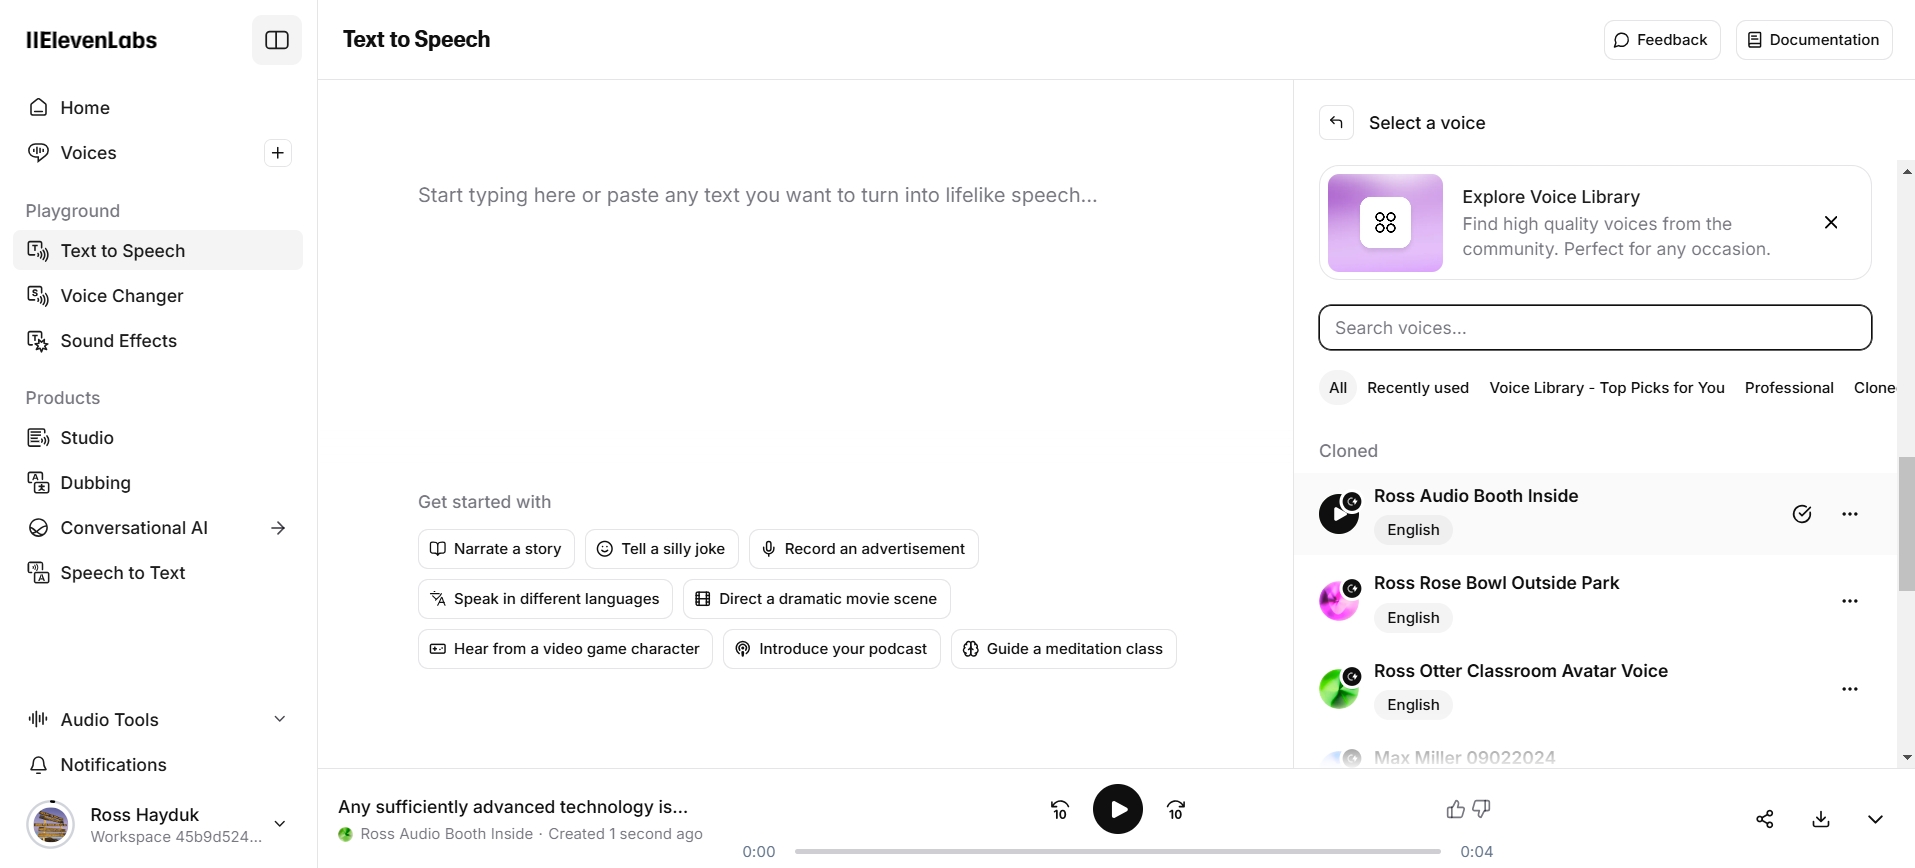 IIElevenLabs
Home
Voices
Playground
Text to Speech
Voice Changer
Sound Effects
Products
Studio
Dubbing
Conversational AI
Speech to Text
Audio Tools
Notifications
Ross Hayduk
Workspace 45b9d524...
Text to Speech
Feedback
Documentation
Start typing here or paste any text you want to turn into lifelike speech...
Get started with
Narrate a story
Tell a silly joke
Record an advertisement
Speak in different languages
Direct a dramatic movie scene
Hear from a video game character
Introduce your podcast
Guide a meditation class
Select a voice
Explore Voice Library
Find high quality voices from the
community. Perfect for any occasion.
Search voices...
All
Recently used
Voice Library - Top Picks for You
Professional
Clone
Cloned
Ross Audio Booth Inside
English
Ross Rose Bowl Outside Park
English
Ross Otter Classroom Avatar Voice
English
Max Miller 09022024
Any sufficiently advanced technology is...
Ross Audio Booth Inside · Created 1 second ago
10
10
0:00
0:04